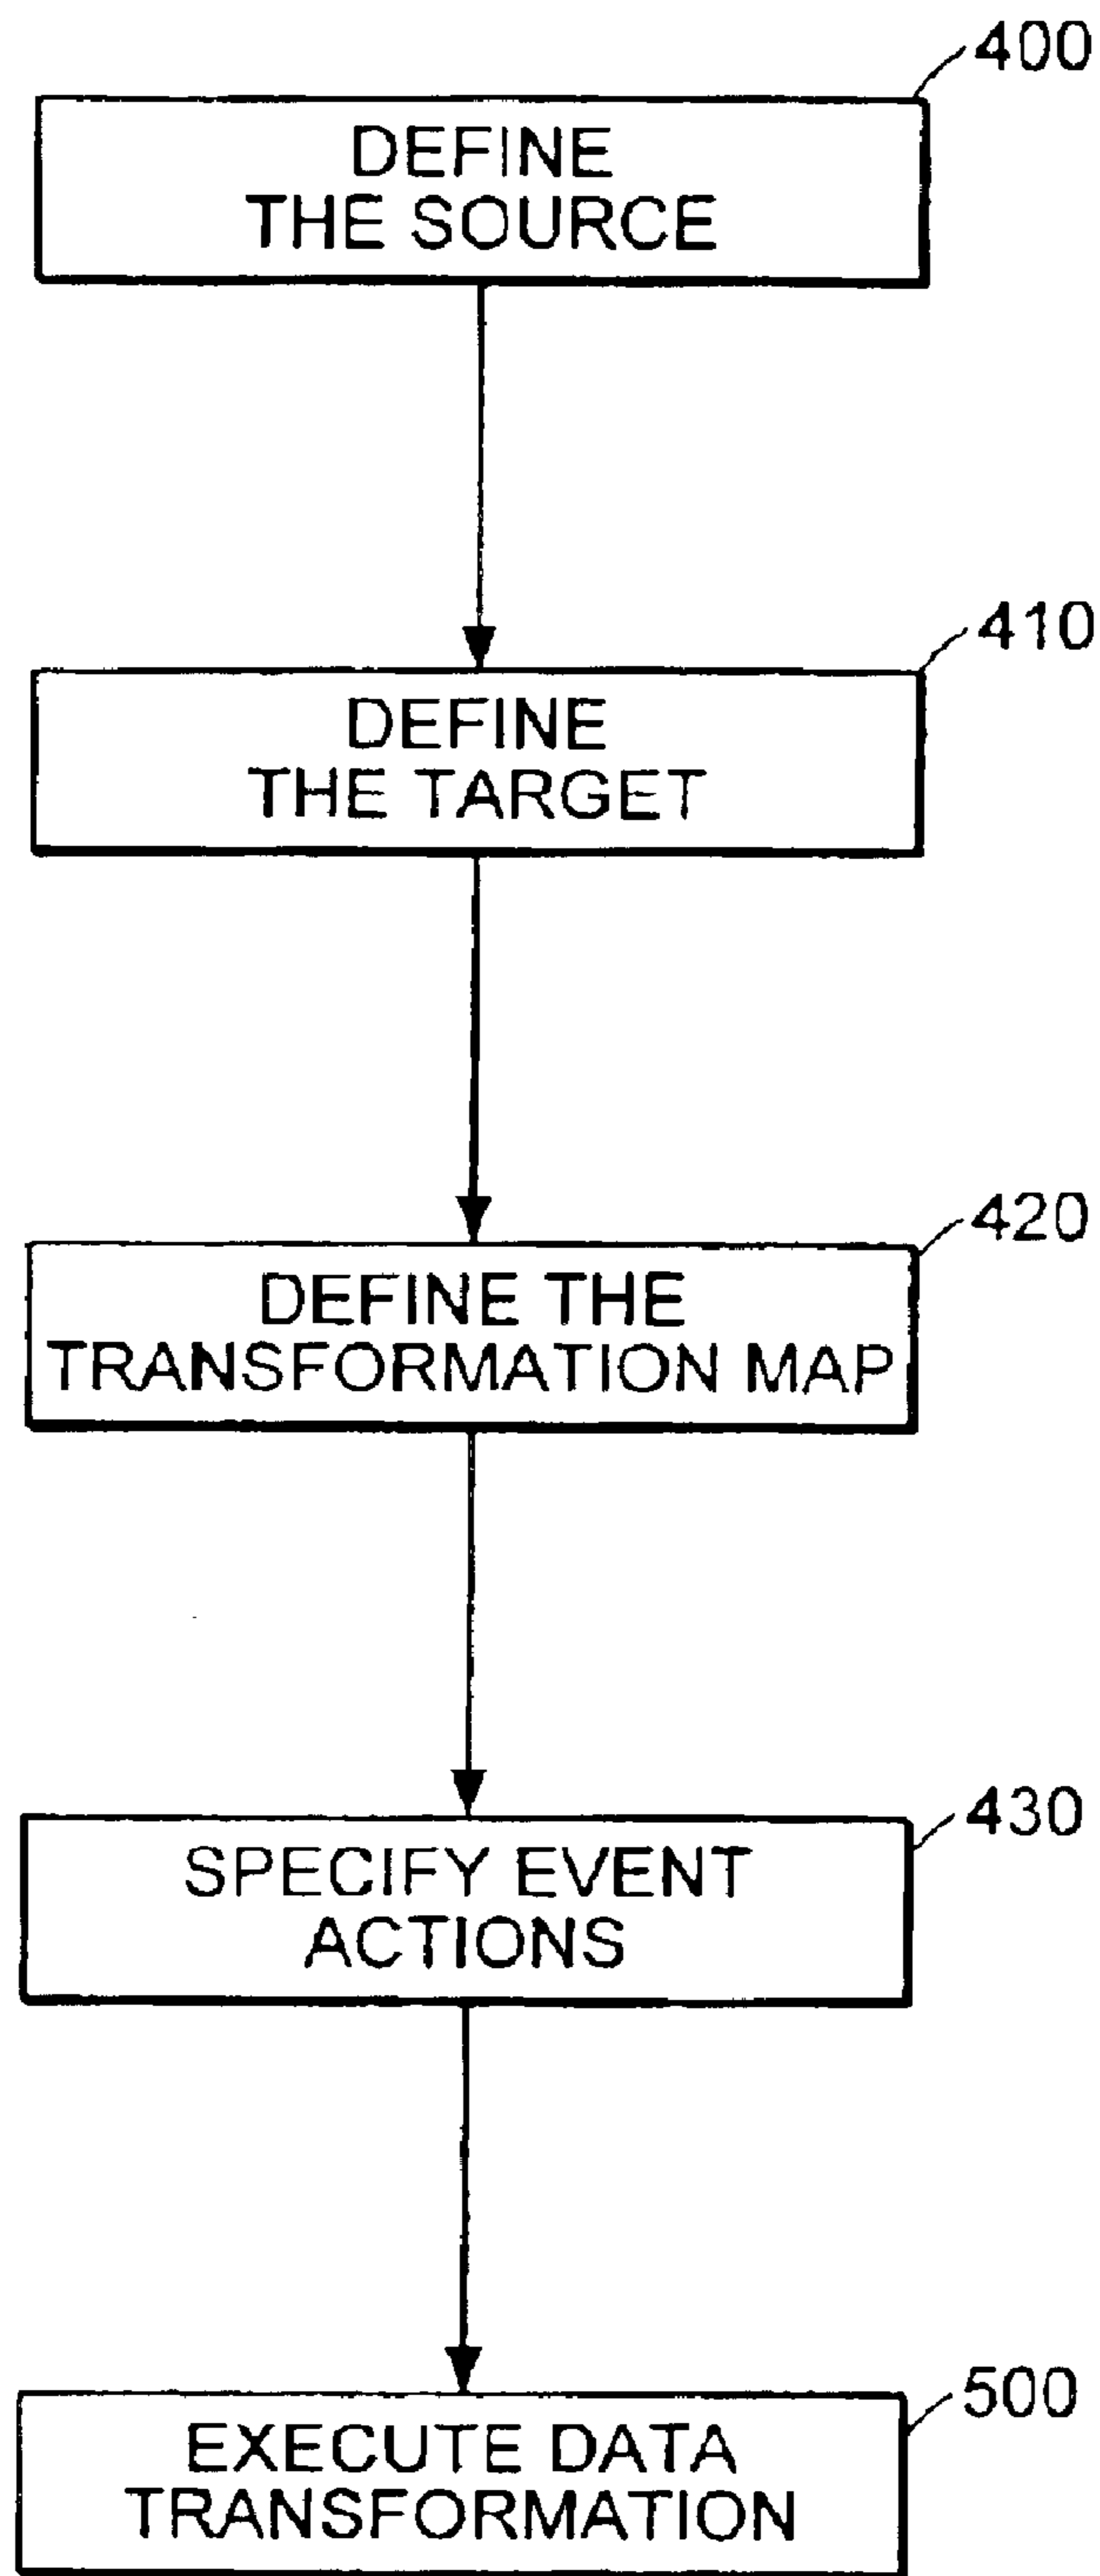 400
DEFINE
THE SOURCE
410
DEFINE
THE TARGET
420
DEFINE THE
TRANSFORMATION MAP
430
SPECIFY EVENT
ACTIONS
500
EXECUTE DATA
TRANSFORMATION